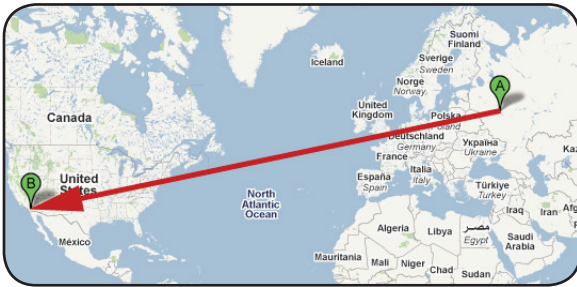 Suomi
Finland
Iceland
Sverige
Sweden
Norge
Norway
A
Canada
United
Kingdom
Polska
Poland
Deutschland
Germany
Україна
Ukraine
France
Kaz
B
United
States
Italia
Italy
España
Spain
Türkiye
Turkey
North
Atlantic
Ocean
Iraq
Iran
Afg
México
Algeria
Libya
مصر
Egypt
Saudi
Arabia
Mauritania
Mali
Niger
Chad
Sudan